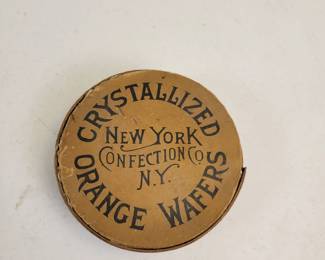 CRYSTALLIZED
NEW YORK
CONFECTION CO.
N.Y.
ORANGE WAFERS